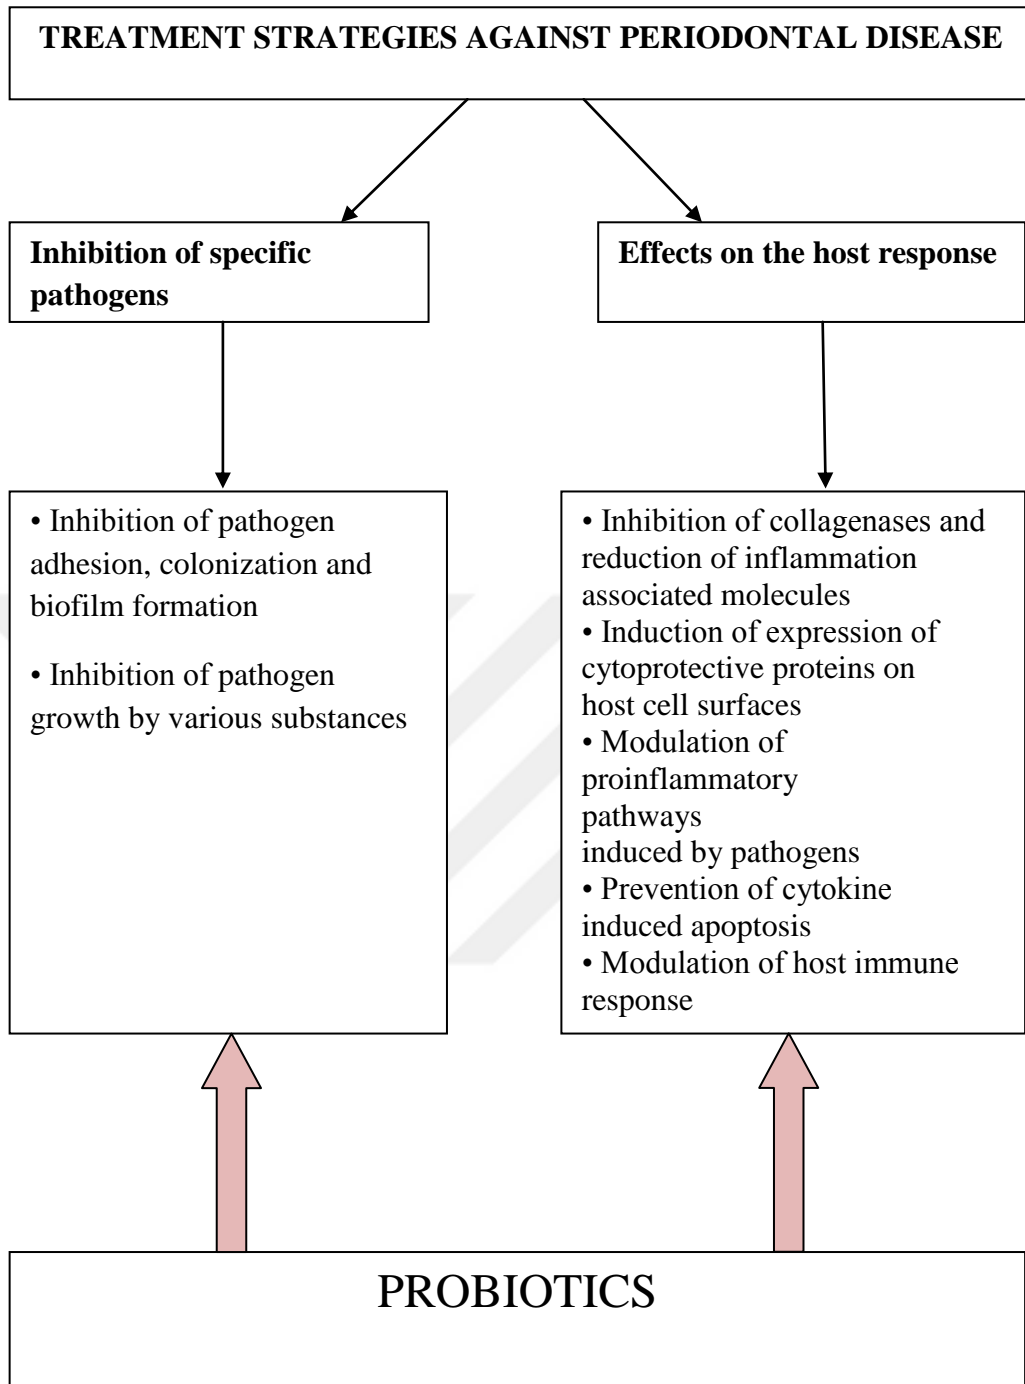 TREATMENT STRATEGIES AGAINST PERIODONTAL DISEASE
Inhibition of specific
pathogens
Effects on the host response
• Inhibition of pathogen
adhesion, colonization and
biofilm formation
• Inhibition of pathogen
growth by various substances
• Inhibition of collagenases and
reduction of inflammation
associated molecules
• Induction of expression of
cytoprotective proteins on
host cell surfaces
• Modulation of
proinflammatory
pathways
induced by pathogens
• Prevention of cytokine
induced apoptosis
• Modulation of host immune
response
PROBIOTICS